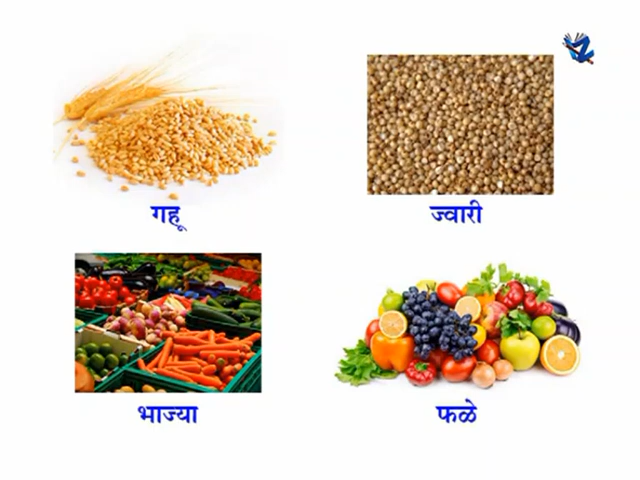 गहू
ज्वारी
भाज्या
फळे